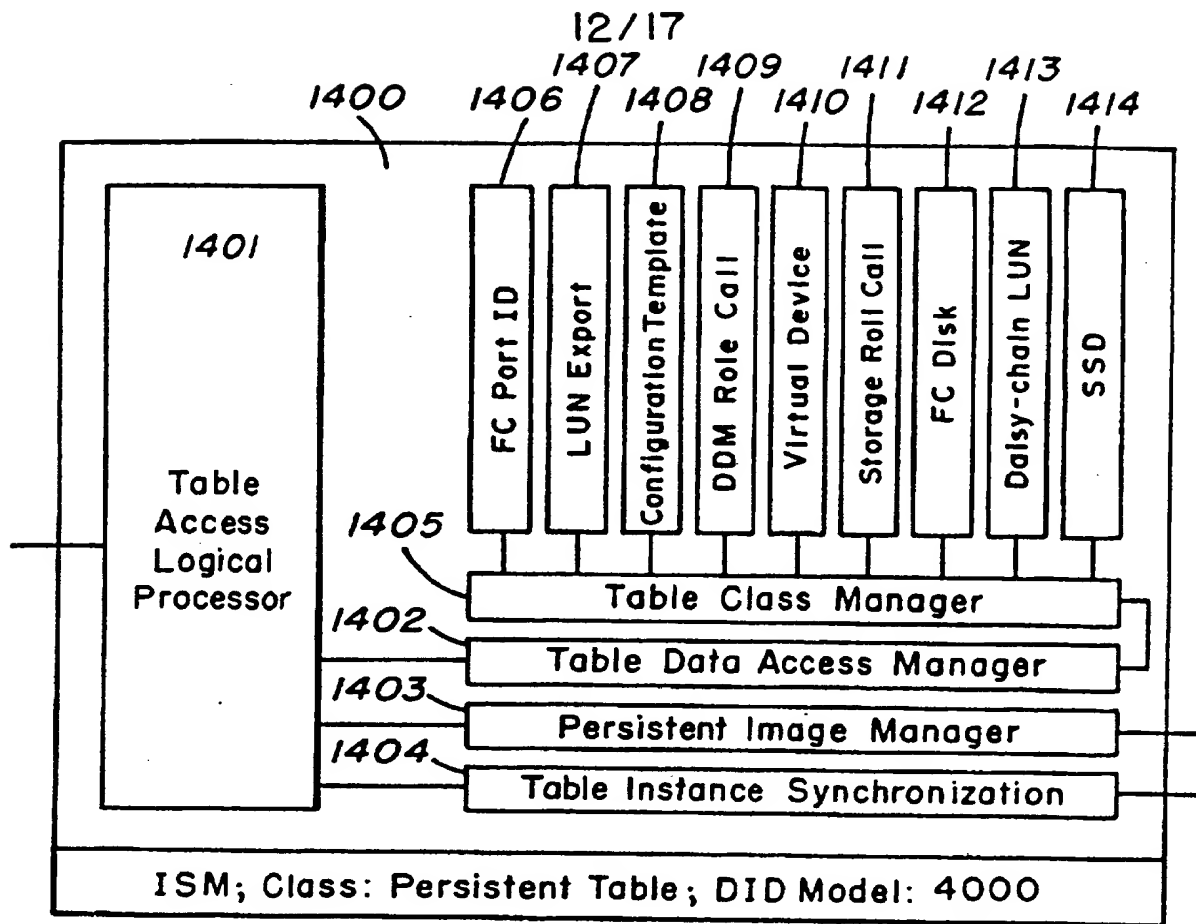 12/17
1407 1409 1411 1413
1400 1406 1408 1410 1412 1414
1401
Table
Access
Logical
Processor
FC Port ID
LUN Export
Configuration Template
DDM Role Call
Virtual Device
Storage Roll Call
FC Disk
Daisy-chain LUN
SSD
1405
Table Class Manager
1402
Table Data Access Manager
1403
Persistent Image Manager
1404
Table Instance Synchronization
ISM; Class: Persistent Table; DID Model: 4000